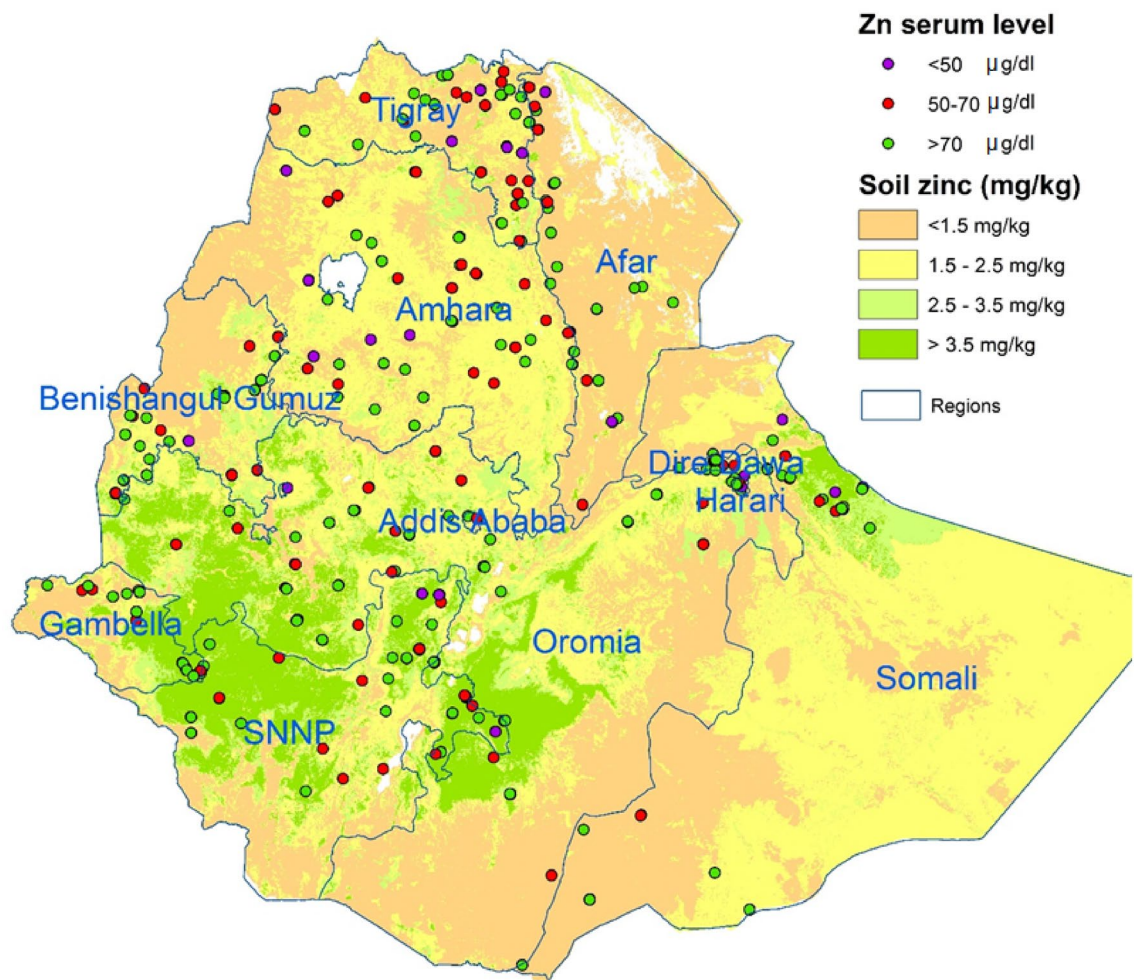 Zn serum level
<50 µg/dl
50-70 µg/dl
>70 µg/dl
Soil zinc (mg/kg)
<1.5 mg/kg
1.5 - 2.5 mg/kg
2.5 - 3.5 mg/kg
> 3.5 mg/kg
Regions
Tigray
Afar
Amhara
Benishangul Gumuz
Dire Dawa
Harari
Addis Ababa
Gambella
Oromia
Somali
SNNP